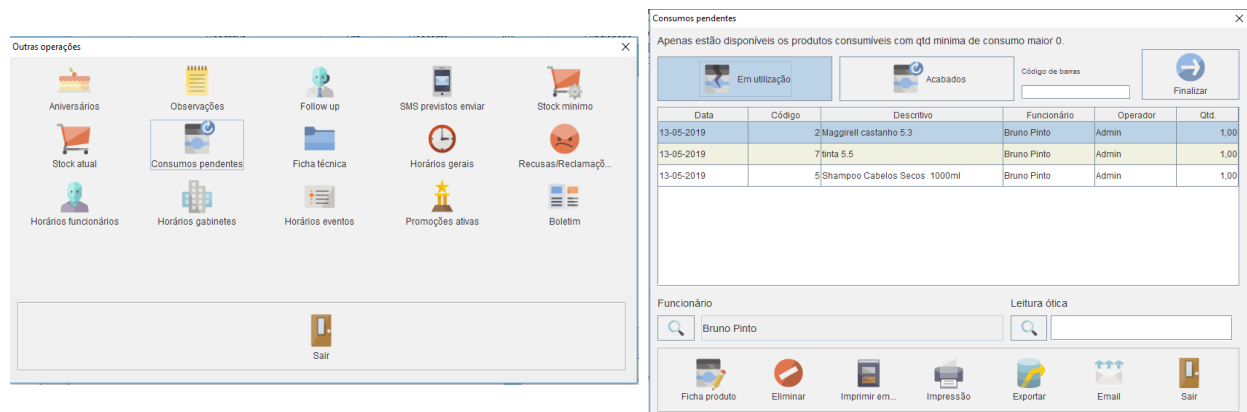 Outras operações
Aniversários
Observações
Follow up
SMS previstos enviar
Stock minimo
Stock atual
Consumos pendentes
Ficha técnica
Horários gerais
Recusas/Reclamaçõ...
Horários funcionários
Horários gabinetes
Horários eventos
Promoções ativas
Boletim
Sair
Consumos pendentes
Apenas estão disponíveis os produtos consumíveis com qtd minima de consumo maior 0.
Em utilização
Acabados
Código de barras
Finalizar
Data Código Descritivo Funcionário Operador Qtd.
13-05-2019 2 Maggirell castanho 5.3 Bruno Pinto Admin 1,00
13-05-2019 7 tinta 5.5 Bruno Pinto Admin 1,00
13-05-2019 5 Shampoo Cabelos Secos 1000ml Bruno Pinto Admin 1,00
Funcionário
Leitura ótica
Bruno Pinto
Ficha produto
Eliminar
Imprimir em...
Impressão
Exportar
Email
Sair